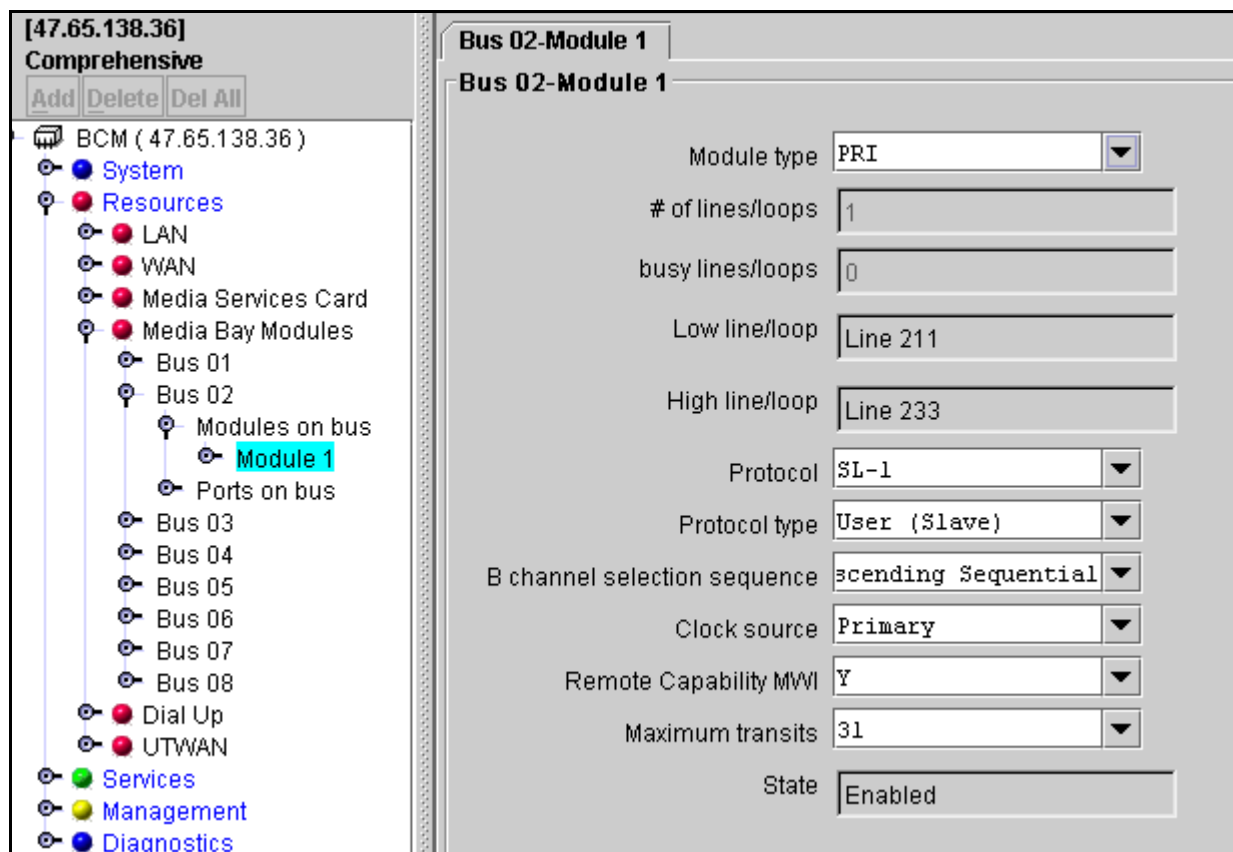 [47.65.138.36]
Comprehensive
Add Delete Del All
BCM ( 47.65.138.36 )
System
Resources
LAN
WAN
Media Services Card
Media Bay Modules
Bus 01
Bus 02
Modules on bus
Module 1
Ports on bus
Bus 03
Bus 04
Bus 05
Bus 06
Bus 07
Bus 08
Dial Up
UTWAN
Services
Management
Diagnostics
Bus 02-Module 1
Bus 02-Module 1
Module type PRI
# of lines/loops 1
busy lines/loops 0
Low line/loop Line 211
High line/loop Line 233
Protocol SL-1
Protocol type User (Slave)
B channel selection sequence scending Sequential
Clock source Primary
Remote Capability MWI Y
Maximum transits 31
State Enabled